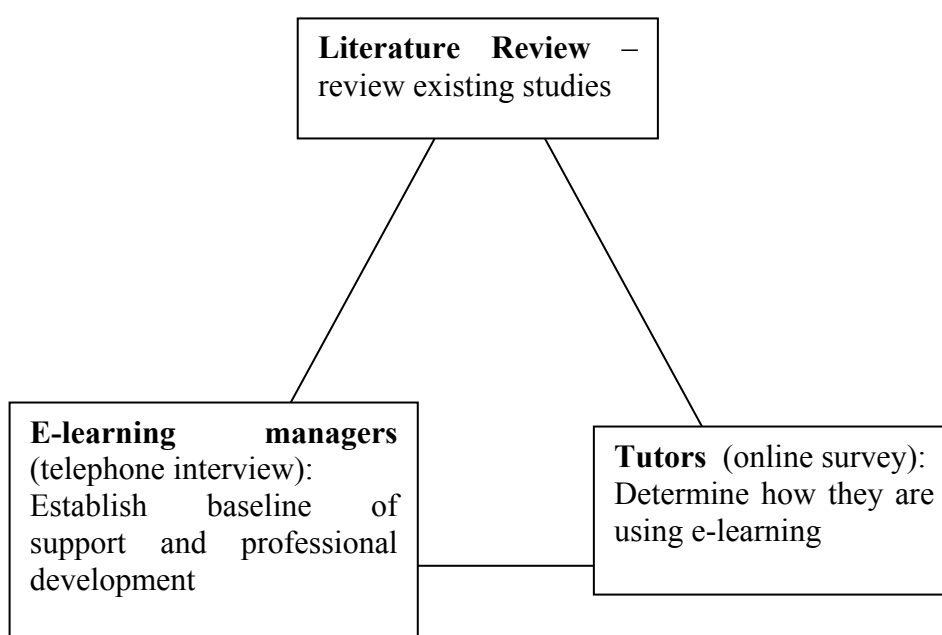 Literature Review –
review existing studies
E-learning managers
(telephone interview):
Establish baseline of
support and professional
development
Tutors (online survey):
Determine how they are
using e-learning